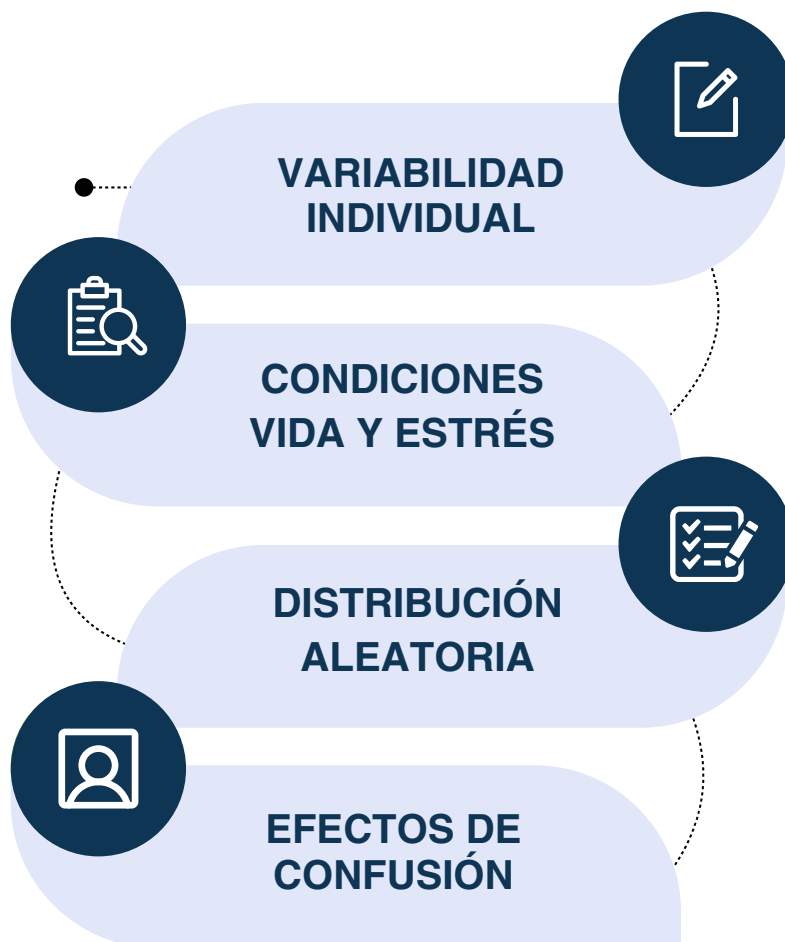 VARIABILIDAD
INDIVIDUAL
CONDICIONES
VIDA Y ESTRÉS
DISTRIBUCIÓN
ALEATORIA
EFECTOS DE
CONFUSIÓN